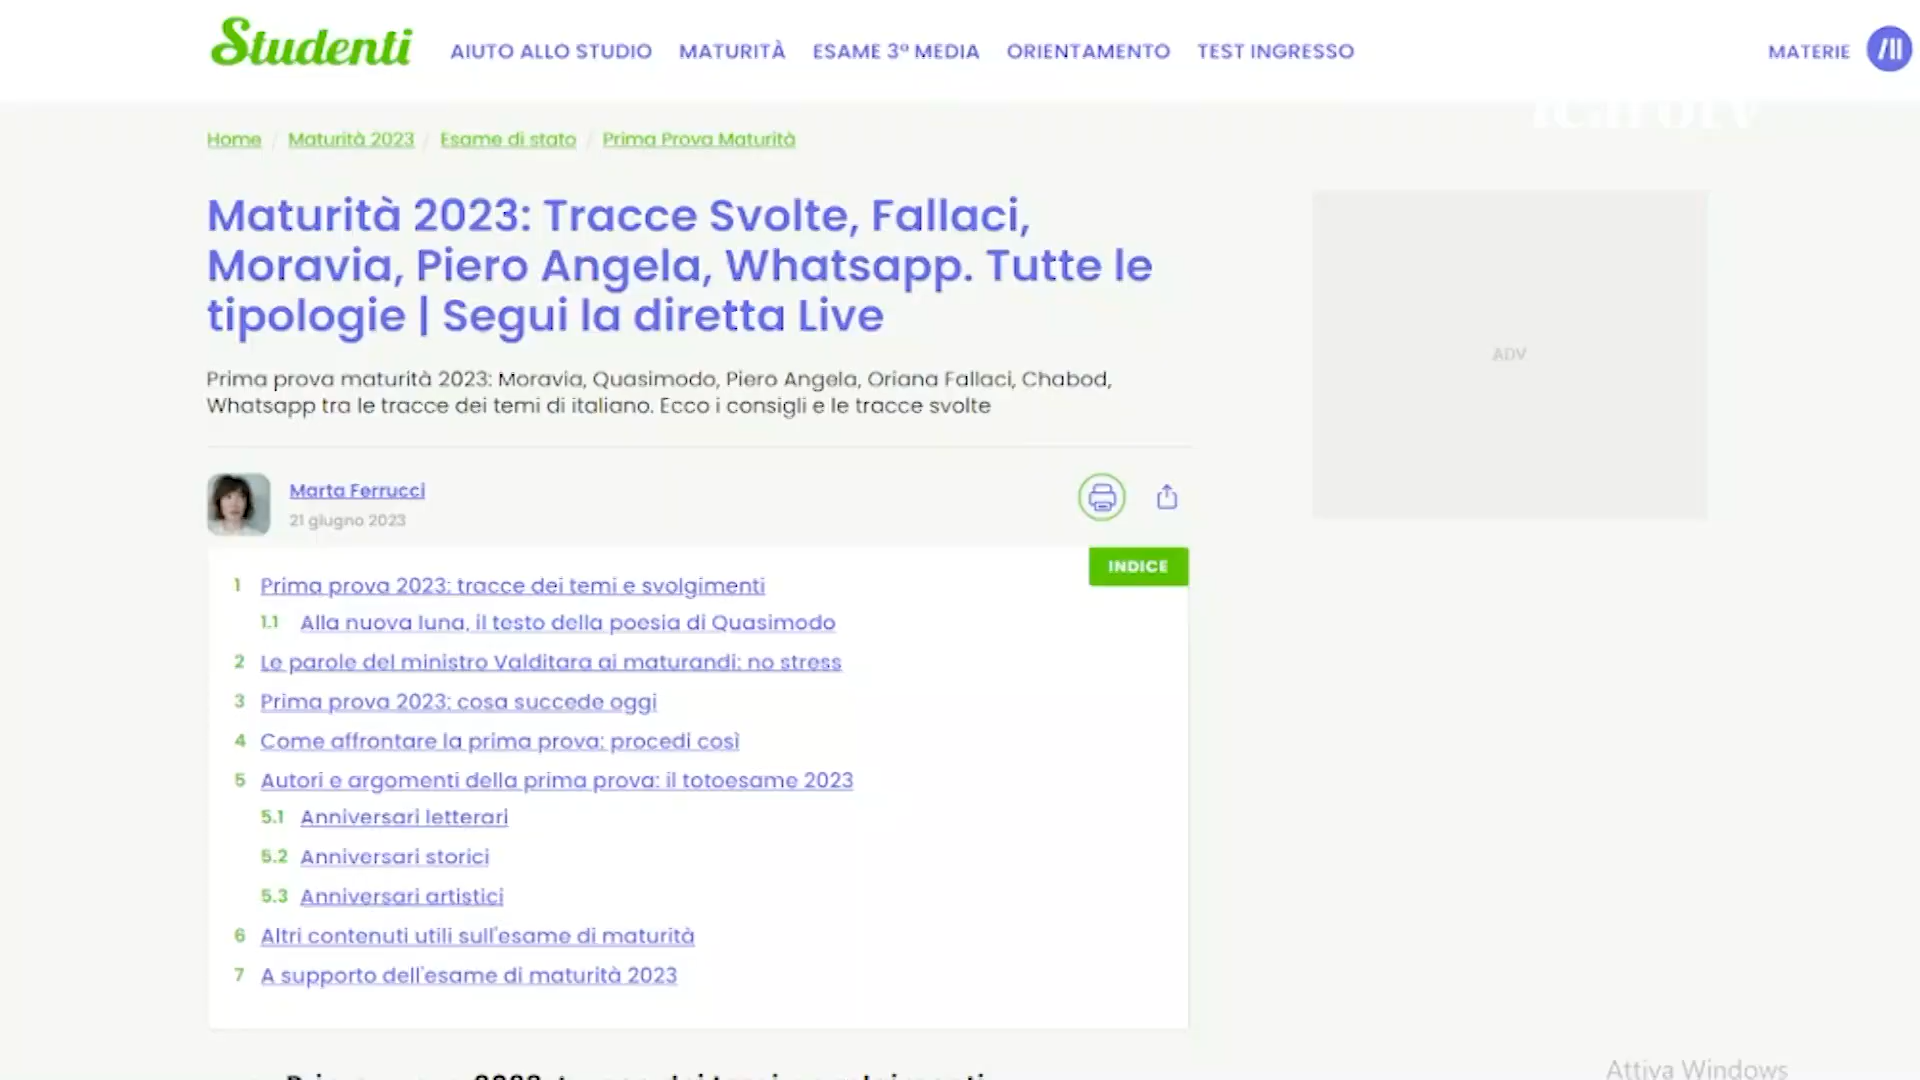 Studenti
AIUTO ALLO STUDIO MATURITÀ ESAME 3ª MEDIA ORIENTAMENTO TEST INGRESSO MATERIE
Home / Maturità 2023 / Esame di stato / Prima Prova Maturità
Maturità 2023: Tracce Svolte, Fallaci,
Moravia, Piero Angela, Whatsapp. Tutte le
tipologie | Segui la diretta Live
ADV
Prima prova maturità 2023: Moravia, Quasimodo, Piero Angela, Oriana Fallaci, Chabod,
Whatsapp tra le tracce dei temi di italiano. Ecco i consigli e le tracce svolte
Marta Ferrucci
21 giugno 2023
INDICE
1 Prima prova 2023: tracce dei temi e svolgimenti
1.1 Alla nuova luna, il testo della poesia di Quasimodo
2 Le parole del ministro Valditara ai maturandi: no stress
3 Prima prova 2023: cosa succede oggi
4 Come affrontare la prima prova: procedi così
5 Autori e argomenti della prima prova: il totoesame 2023
5.1 Anniversari letterari
5.2 Anniversari storici
5.3 Anniversari artistici
6 Altri contenuti utili sull'esame di maturità
7 A supporto dell'esame di maturità 2023
Attiva Windows